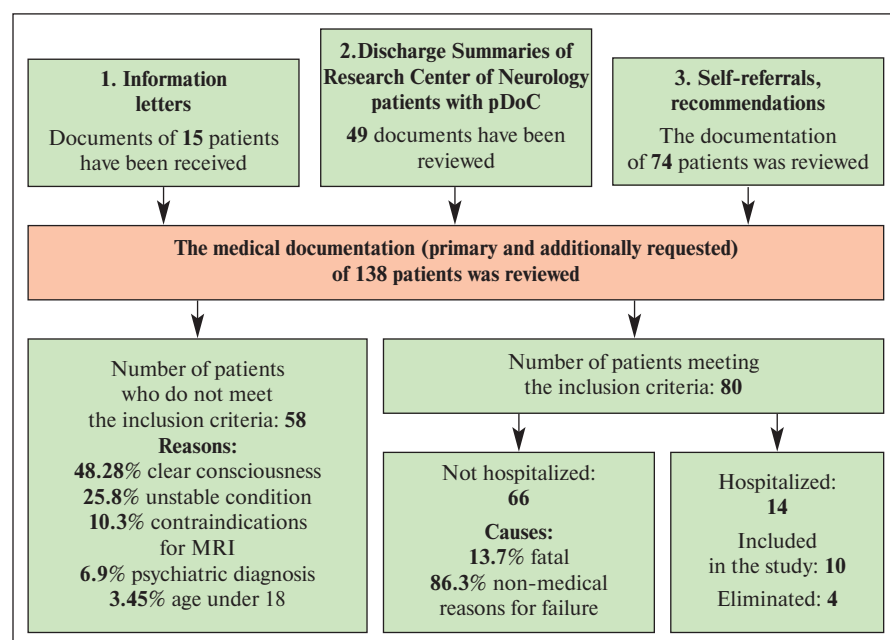 1. Information
letters
Documents of 15 patients
have been received
2.Discharge Summaries of
Research Center of Neurology
patients with pDoC
49 documents have been
reviewed
3. Self-referrals,
recommendations
The documentation
of 74 patients was reviewed
The medical documentation (primary and additionally requested)
of 138 patients was reviewed
Number of patients
who do not meet
the inclusion criteria: 58
Reasons:
48.28% clear consciousness
25.8% unstable condition
10.3% contraindications
for MRI
6.9% psychiatric diagnosis
3.45% age under 18
Number of patients meeting
the inclusion criteria: 80
Not hospitalized:
66
Causes:
13.7% fatal
86.3% non-medical
reasons for failure
Hospitalized:
14
Included
in the study: 10
Eliminated: 4